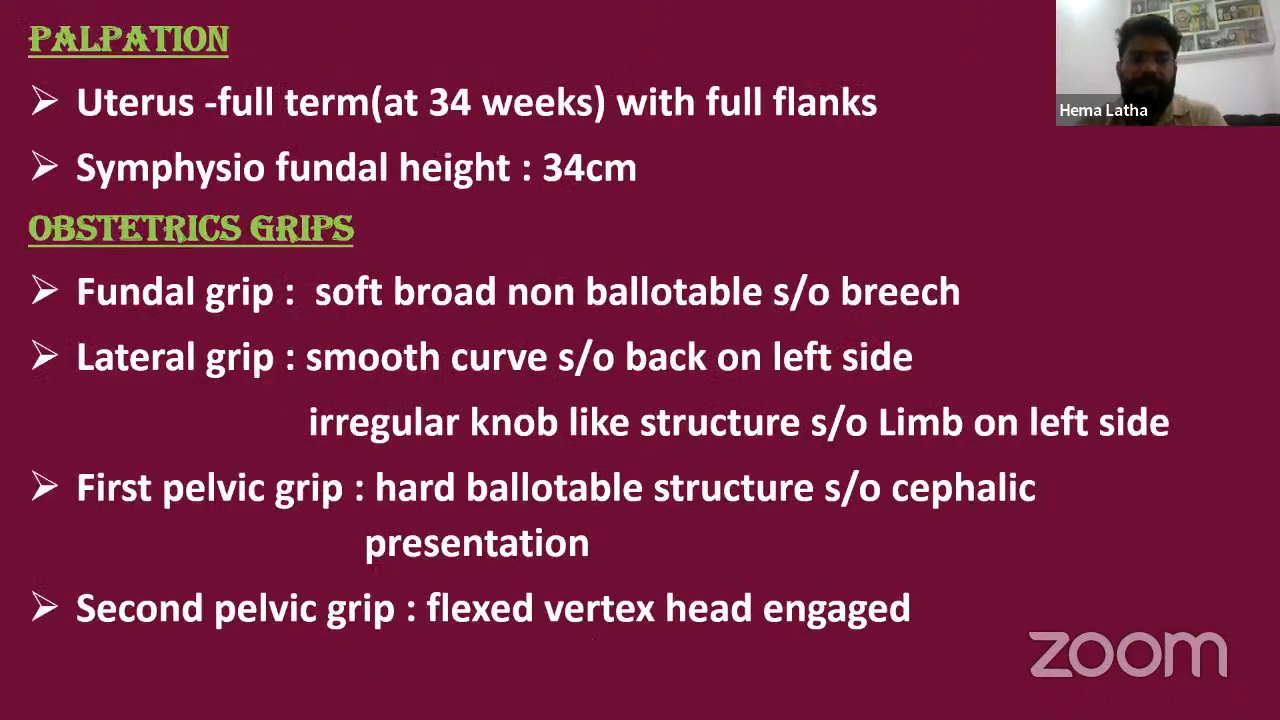 PALPATION
Hema Latha
➢ Uterus -full term(at 34 weeks) with full flanks
➢ Symphysio fundal height : 34cm
OBSTETRICS GRIPS
➢ Fundal grip : soft broad non ballotable s/o breech
➢ Lateral grip : smooth curve s/o back on left side
irregular knob like structure s/o Limb on left side
➢ First pelvic grip : hard ballotable structure s/o cephalic
presentation
➢ Second pelvic grip : flexed vertex head engaged
zoom